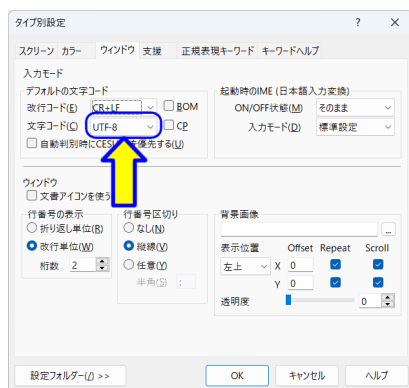 タイプ別設定 ? ×
スクリーン カラー ウィンドウ 支援 正規表現キーワード キーワードヘルプ
入力モード
デフォルトの文字コード
改行コード(E) CR+LF BOM
文字コード(C) UTF-8 CP
自動判別時にCESU を優先する(U)
起動時のIME (日本語入力変換)
ON/OFF状態(M) そのまま
入力モード(D) 標準設定
ウィンドウ
文書アイコンを使う
行番号の表示
折り返し単位(R)
改行単位(W)
桁数 2
行番号区切り
なし(N)
縦線(V)
任意(Y)
半角(S) :
背景画像
...
表示位置 Offset Repeat Scroll
左上 X 0
Y 0
透明度 0
設定フォルダー(/) >> OK キャンセル ヘルプ